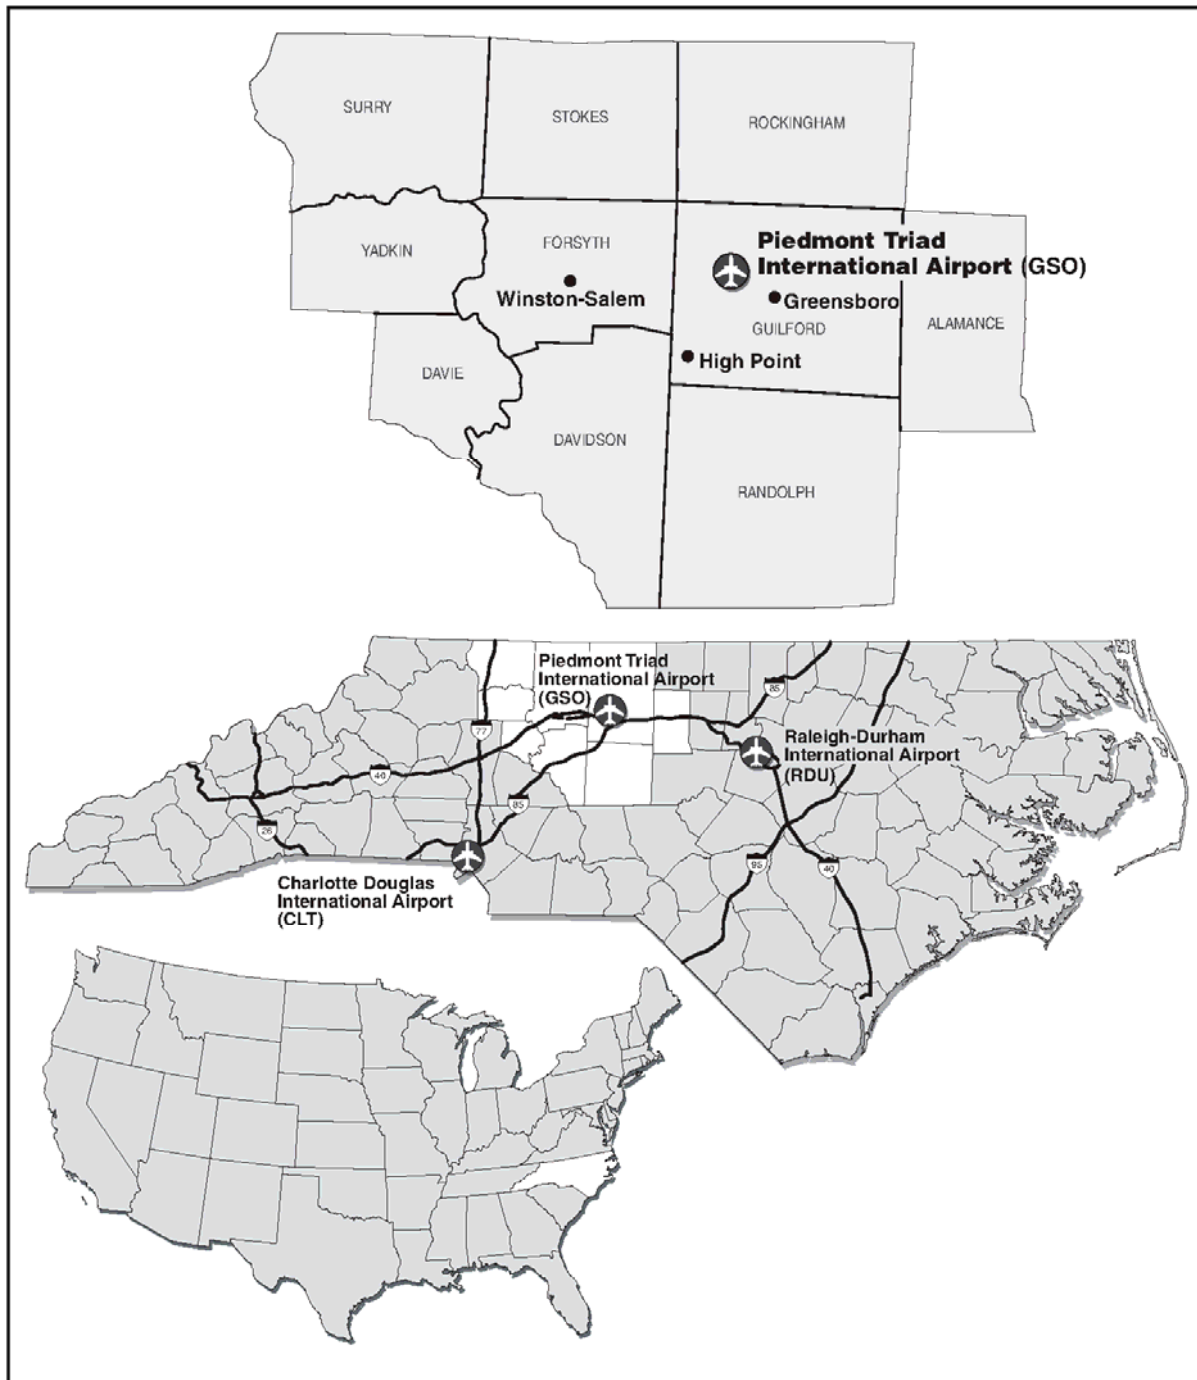 SURRY
STOKES
ROCKINGHAM
YADKIN
FORSYTH
Winston-Salem
Piedmont Triad
International Airport (GSO)
Greensboro
GUILFORD
ALAMANCE
High Point
DAVIE
DAVIDSON
RANDOLPH
Piedmont Triad
International Airport
(GSO)
85
77
Raleigh-Durham
International Airport
(RDU)
40
85
26
95
40
Charlotte Douglas
International Airport
(CLT)